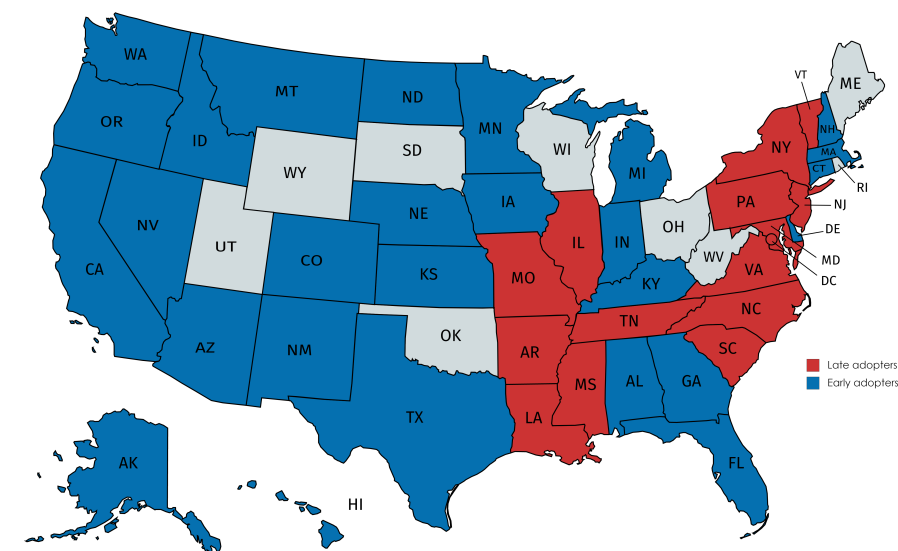 WA
OR
ID
MT
ND
MN
SD
WY
NV
UT
CA
CO
NE
KS
IA
WI
MI
IL
IN
OH
WV
KY
MO
AZ
NM
OK
AR
TN
TX
LA
MS
AL
GA
FL
SC
NC
VA
PA
NY
VT
NH
ME
MA
CT
RI
NJ
DE
MD
DC
AK
HI
Late adopters
Early adopters